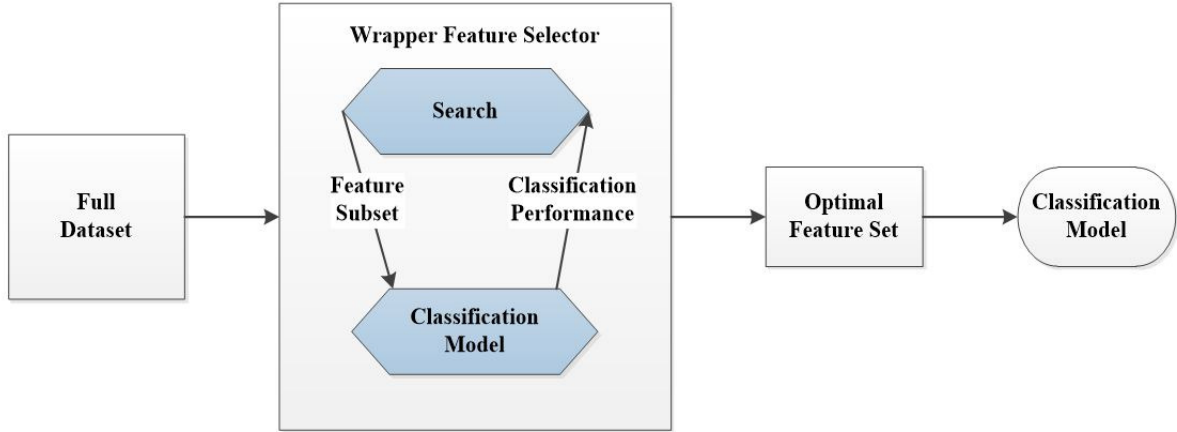 Full
Dataset
Wrapper Feature Selector
Search
Feature
Subset
Classification
Performance
Classification
Model
Optimal
Feature Set
Classification
Model